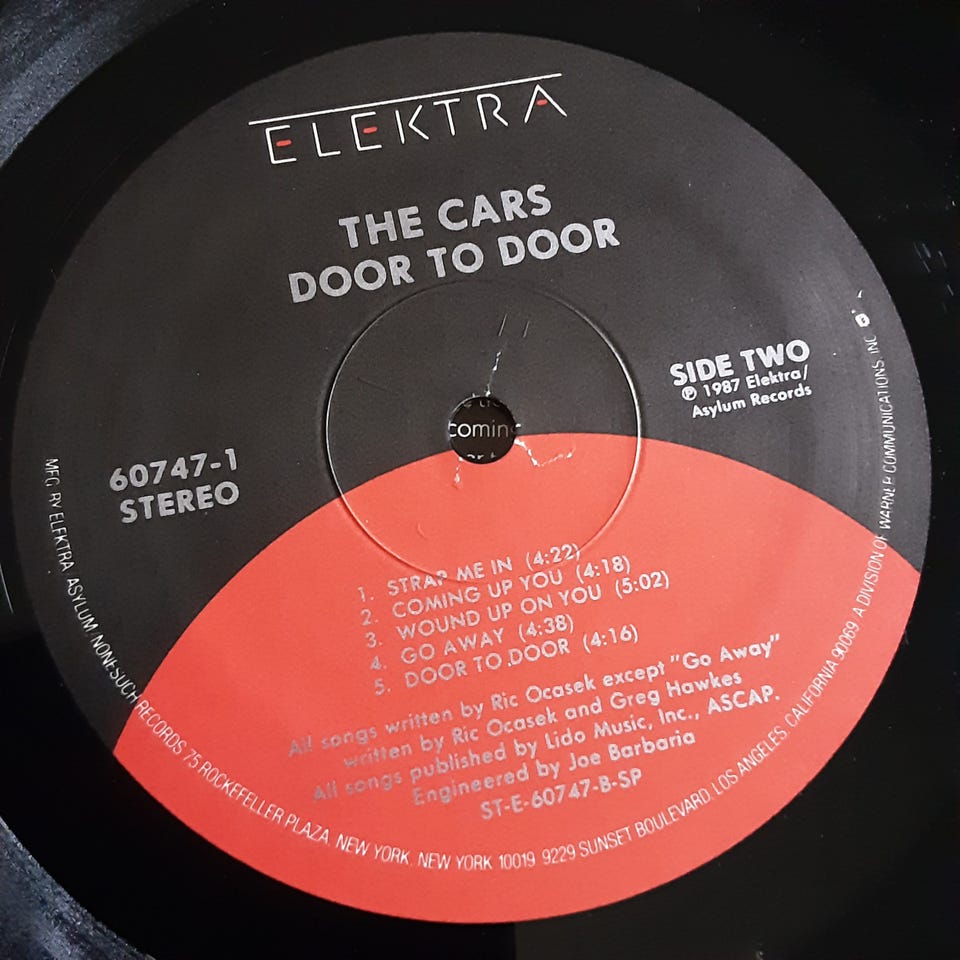 ELEKTRA
THE CARS
DOOR TO DOOR
SIDE TWO
℗ 1987 Elektra/
Asylum Records
coming
60747-1
STEREO
1. STRAP ME IN (4:22)
2. COMING UP YOU (4:18)
3. WOUND UP ON YOU (5:02)
4. GO AWAY (4:38)
5. DOOR TO DOOR (4:16)
All songs written by Ric Ocasek except "Go Away"
written by Ric Ocasek and Greg Hawkes
All songs published by Lido Music, Inc., ASCAP.
Engineered by Joe Barbaria
ST-E-60747-B-SP
MFG. BY ELEKTRA, ASYLUM, NONESUCH RECORDS 75 ROCKEFELLER PLAZA, NEW YORK, NEW YORK 10019 9229 SUNSET BOULEVARD, LOS ANGELES, CALIFORNIA 90069 A DIVISION OF WARNER COMMUNICATIONS, INC.